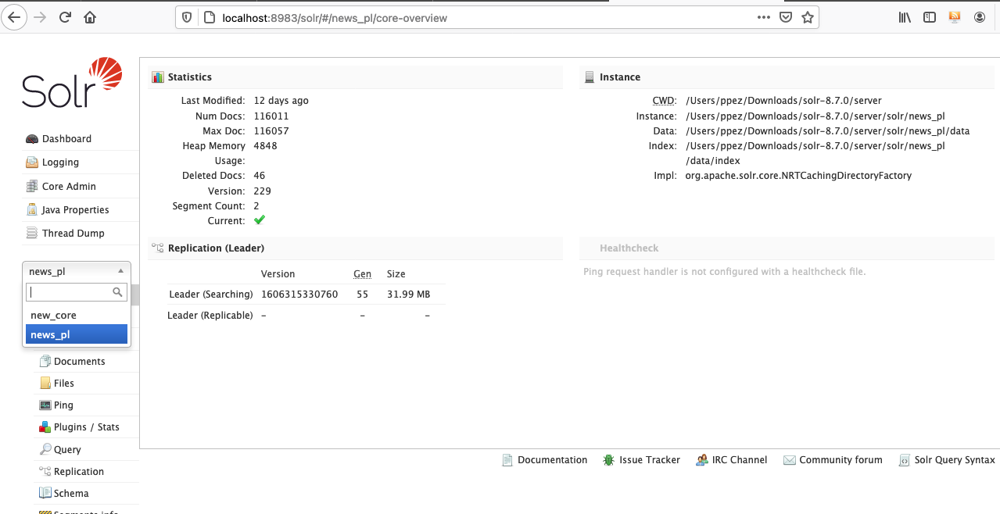 localhost:8983/solr/#/news_pl/core-overview
Solr
Dashboard
Logging
Core Admin
Java Properties
Thread Dump
news_pl
new_core
news_pl
Documents
Files
Ping
Plugins / Stats
Query
Replication
Schema
Segments info
Statistics
Last Modified: 12 days ago
Num Docs: 116011
Max Doc: 116057
Heap Memory 4848
Usage:
Deleted Docs: 46
Version: 229
Segment Count: 2
Current:
Instance
CWD: /Users/ppez/Downloads/solr-8.7.0/server
Instance: /Users/ppez/Downloads/solr-8.7.0/server/solr/news_pl
Data: /Users/ppez/Downloads/solr-8.7.0/server/solr/news_pl/data
Index: /Users/ppez/Downloads/solr-8.7.0/server/solr/news_pl
/data/index
Impl: org.apache.solr.core.NRTCachingDirectoryFactory
Replication (Leader)
Version Gen Size
Leader (Searching) 1606315330760 55 31.99 MB
Leader (Replicable) – – –
Healthcheck
Ping request handler is not configured with a healthcheck file.
Documentation Issue Tracker IRC Channel Community forum Solr Query Syntax